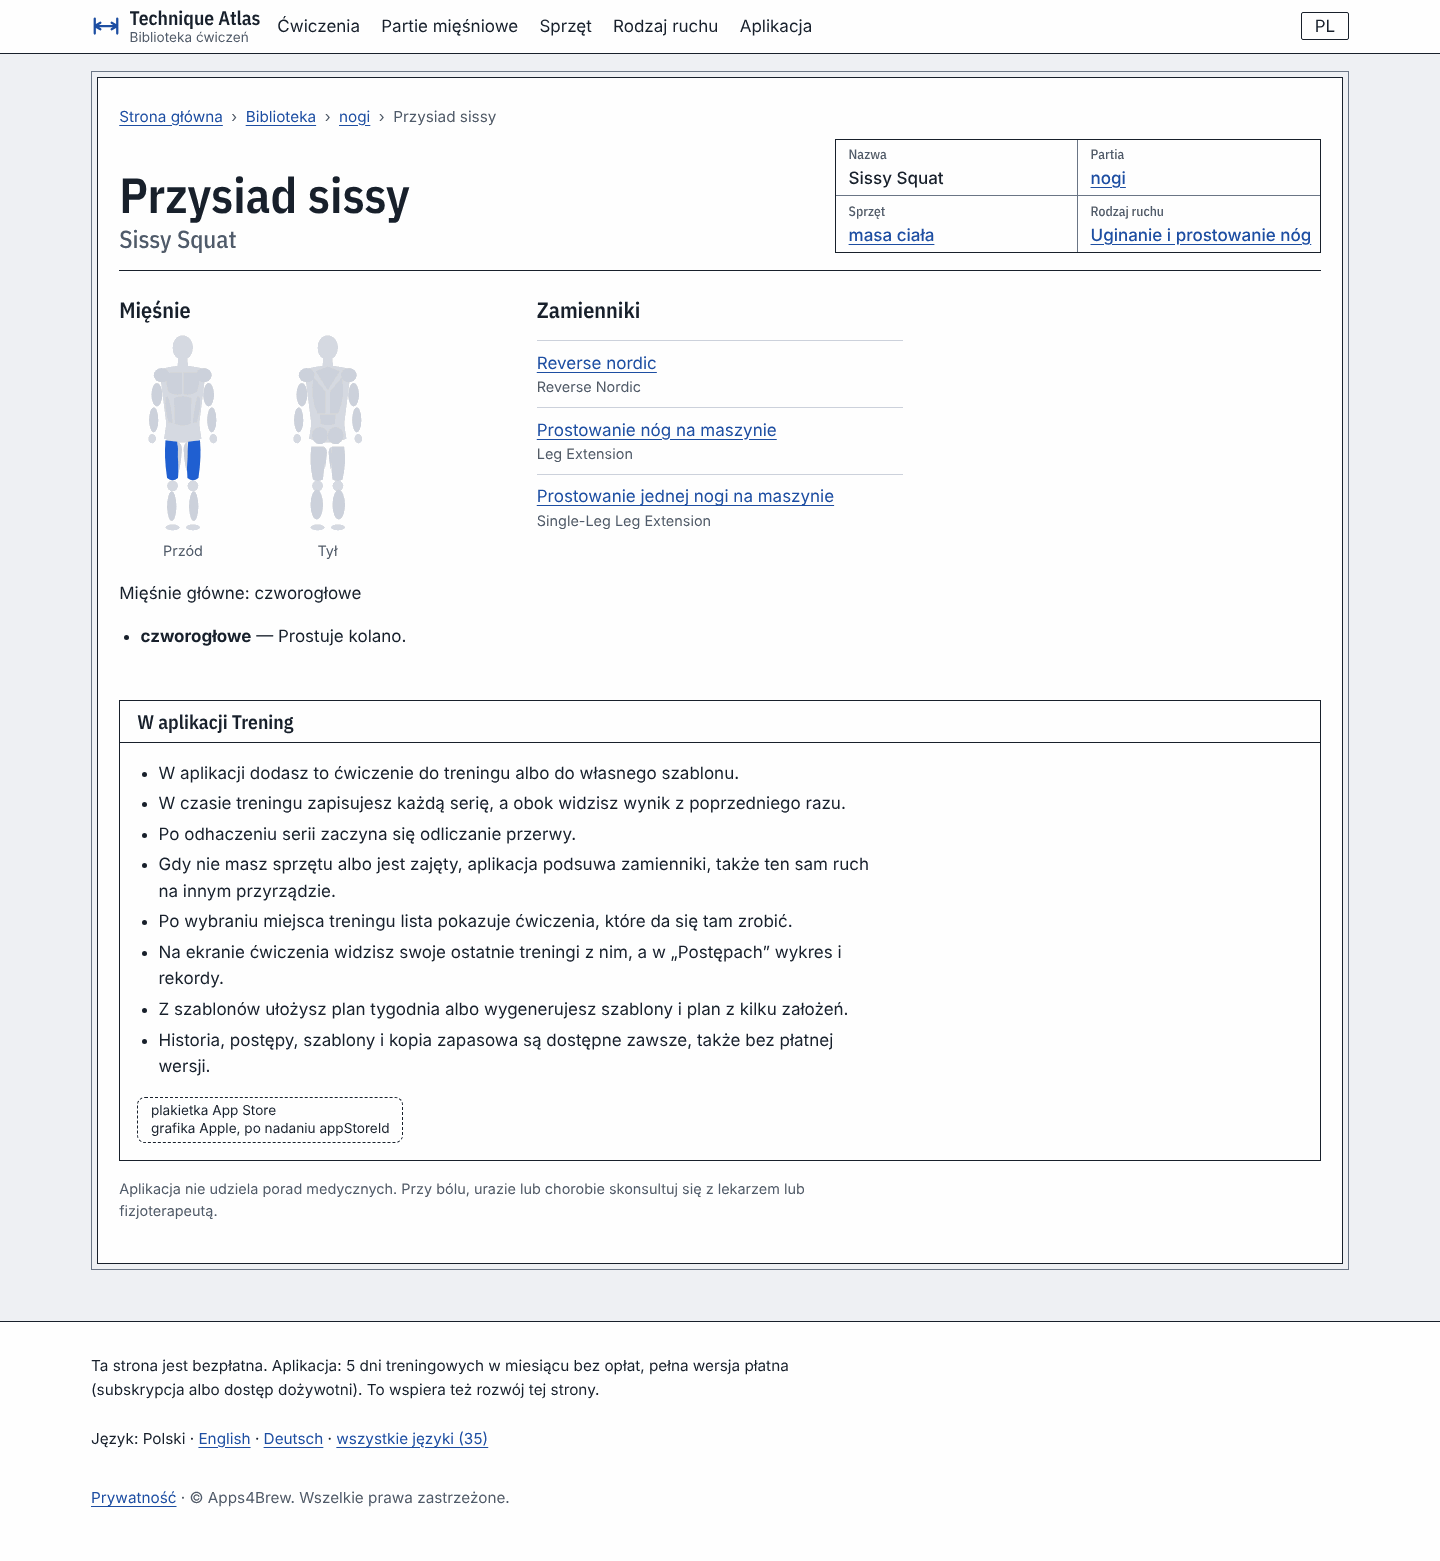 Technique Atlas
Biblioteka ćwiczeń
Ćwiczenia
Partie mięśniowe
Sprzęt
Rodzaj ruchu
Aplikacja
PL
Strona główna › Biblioteka › nogi › Przysiad sissy
Przysiad sissy
Sissy Squat
Nazwa
Sissy Squat
Partia
nogi
Sprzęt
masa ciała
Rodzaj ruchu
Uginanie i prostowanie nóg
Mięśnie
Przód
Tył
Mięśnie główne: czworogłowe
• czworogłowe — Prostuje kolano.
Zamienniki
Reverse nordic
Reverse Nordic
Prostowanie nóg na maszynie
Leg Extension
Prostowanie jednej nogi na maszynie
Single-Leg Leg Extension
W aplikacji Trening
• W aplikacji dodasz to ćwiczenie do treningu albo do własnego szablonu.
• W czasie treningu zapisujesz każdą serię, a obok widzisz wynik z poprzedniego razu.
• Po odhaczeniu serii zaczyna się odliczanie przerwy.
• Gdy nie masz sprzętu albo jest zajęty, aplikacja podsuwa zamienniki, także ten sam ruch
na innym przyrządzie.
• Po wybraniu miejsca treningu lista pokazuje ćwiczenia, które da się tam zrobić.
• Na ekranie ćwiczenia widzisz swoje ostatnie treningi z nim, a w „Postępach” wykres i
rekordy.
• Z szablonów ułożysz plan tygodnia albo wygenerujesz szablony i plan z kilku założeń.
• Historia, postępy, szablony i kopia zapasowa są dostępne zawsze, także bez płatnej
wersji.
plakietka App Store
grafika Apple, po nadaniu appStoreId
Aplikacja nie udziela porad medycznych. Przy bólu, urazie lub chorobie skonsultuj się z lekarzem lub
fizjoterapeutą.
Ta strona jest bezpłatna. Aplikacja: 5 dni treningowych w miesiącu bez opłat, pełna wersja płatna
(subskrypcja albo dostęp dożywotni). To wspiera też rozwój tej strony.
Język: Polski · English · Deutsch · wszystkie języki (35)
Prywatność · © Apps4Brew. Wszelkie prawa zastrzeżone.